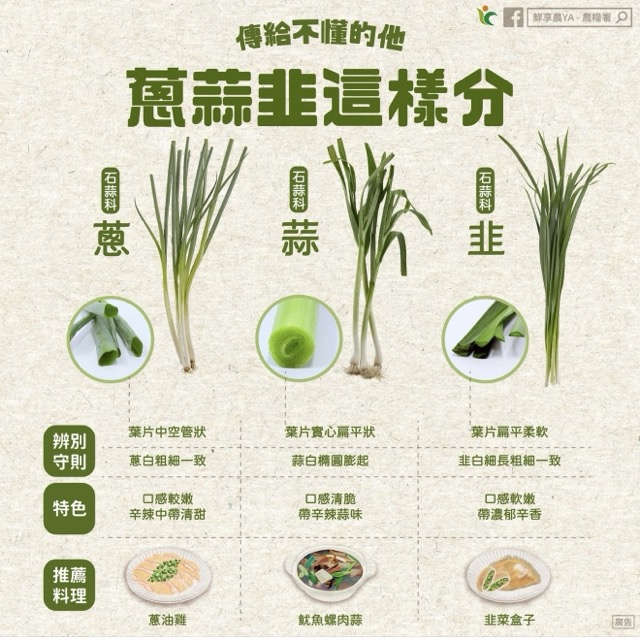 鮮享農YA - 農糧署
傳給不懂的他
蔥蒜韭這樣分
石蒜科
蔥
石蒜科
蒜
石蒜科
韭
辨別
守則
葉片中空管狀
葉片實心扁平狀
葉片扁平柔軟
蔥白粗細一致
蒜白橢圓膨起
韭白細長粗細一致
特色
口感較嫩
辛辣中帶清甜
口感清脆
帶辛辣蒜味
口感軟嫩
帶濃郁辛香
推薦
料理
蔥油雞
魷魚螺肉蒜
韭菜盒子
廣告